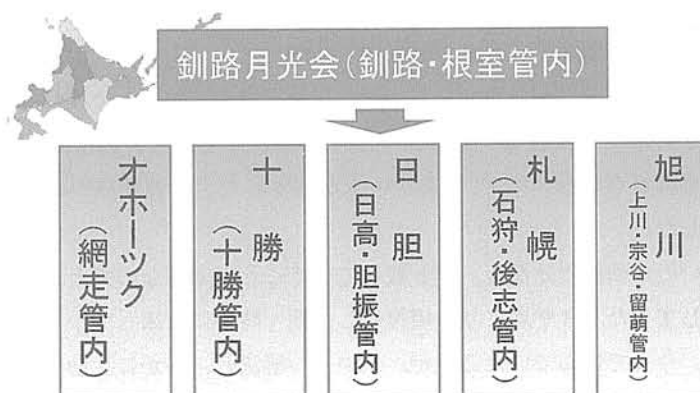 釧路月光会(釧路・根室管内)
オホーツク
(網走管内)
十勝
(十勝管内)
日胆
(日高・胆振管内)
札幌
(石狩・後志管内)
旭川
(上川・宗谷・留萌管内)